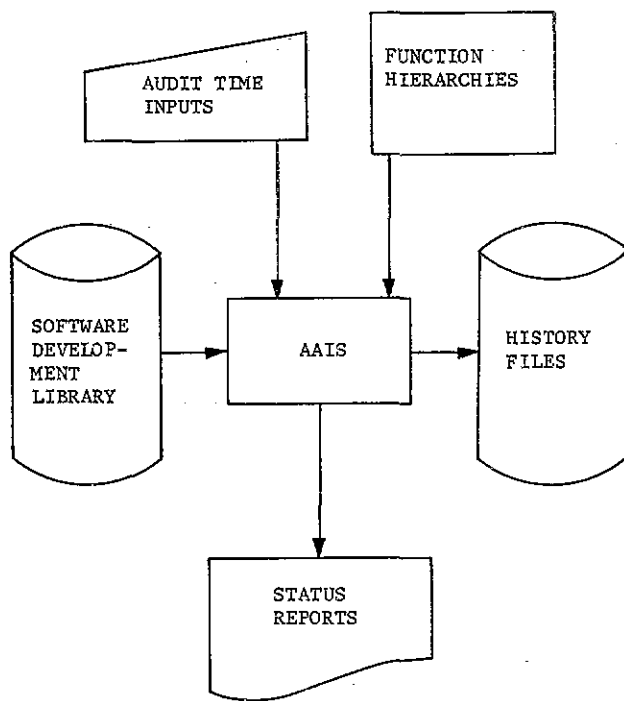 AUDIT TIME
INPUTS
FUNCTION
HIERARCHIES
SOFTWARE
DEVELOP-
MENT
LIBRARY
AAIS
HISTORY
FILES
STATUS
REPORTS